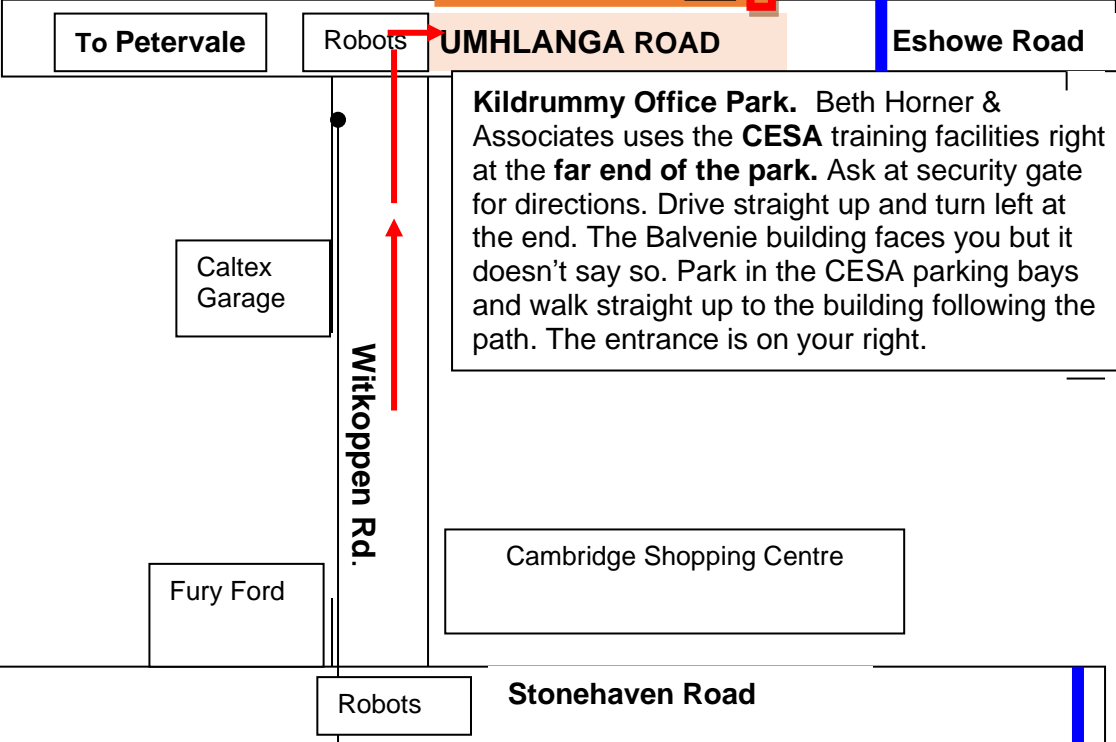 To Petervale
Robots
UMHLANGA ROAD
Eshowe Road
Kildrummy Office Park. Beth Horner &
Associates uses the CESA training facilities right
at the far end of the park. Ask at security gate
for directions. Drive straight up and turn left at
the end. The Balvenie building faces you but it
doesn't say so. Park in the CESA parking bays
and walk straight up to the building following the
path. The entrance is on your right.
Caltex
Garage
Witkoppen Rd.
Cambridge Shopping Centre
Fury Ford
Robots
Stonehaven Road